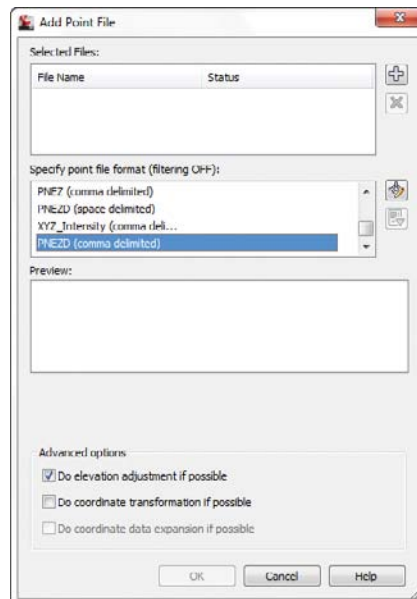 Add Point File
Selected Files:
File Name Status
Specify point file format (filtering OFF):
PNEZ (comma delimited)
PNEZD (space delimited)
XYZ_Intensity (comma deli...
PNEZD (comma delimited)
Preview:
Advanced options
Do elevation adjustment if possible
Do coordinate transformation if possible
Do coordinate data expansion if possible
OK Cancel Help